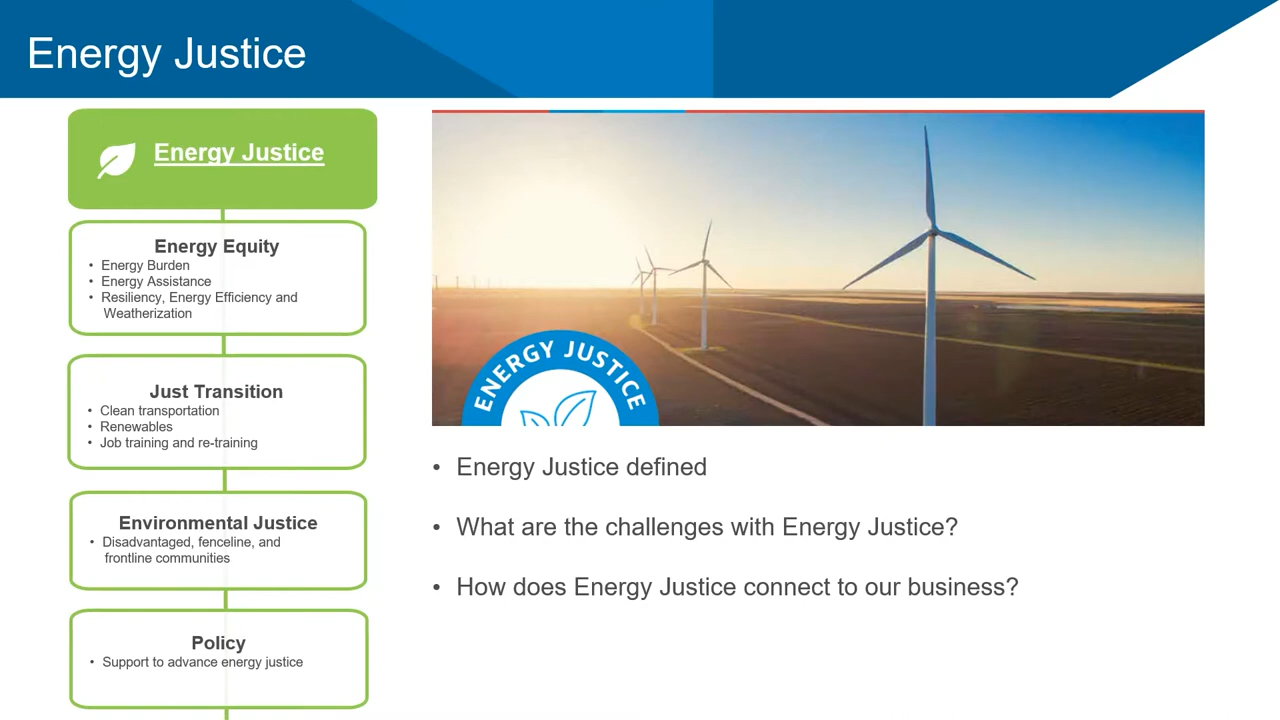 Energy Justice
Energy Justice
Energy Equity
• Energy Burden
• Energy Assistance
• Resiliency, Energy Efficiency and
Weatherization
Just Transition
• Clean transportation
• Renewables
• Job training and re-training
Environmental Justice
• Disadvantaged, fenceline, and
frontline communities
Policy
• Support to advance energy justice
ENERGY JUSTICE
• Energy Justice defined
• What are the challenges with Energy Justice?
• How does Energy Justice connect to our business?